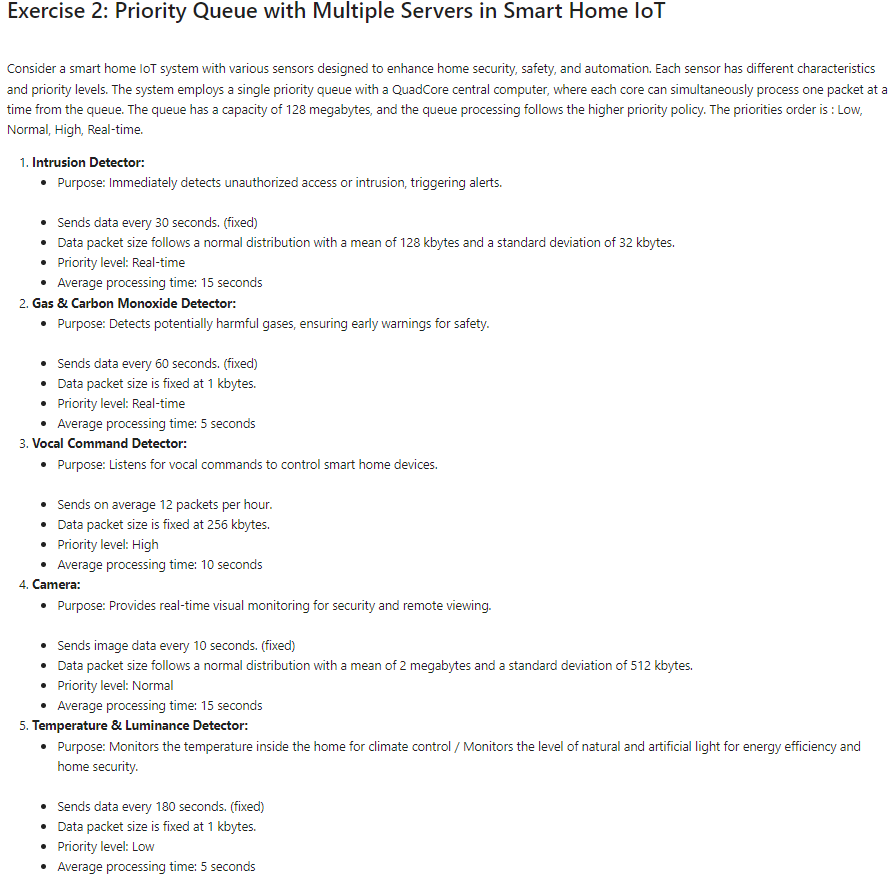 Exercise 2: Priority Queue with Multiple Servers in Smart Home IoT
Consider a smart home IoT system with various sensors designed to enhance home security, safety, and automation. Each sensor has different characteristics
and priority levels. The system employs a single priority queue with a QuadCore central computer, where each core can simultaneously process one packet at a
time from the queue. The queue has a capacity of 128 megabytes, and the queue processing follows the higher priority policy. The priorities order is : Low,
Normal, High, Real-time.
1. Intrusion Detector:
• Purpose: Immediately detects unauthorized access or intrusion, triggering alerts.
• Sends data every 30 seconds. (fixed)
• Data packet size follows a normal distribution with a mean of 128 kbytes and a standard deviation of 32 kbytes.
• Priority level: Real-time
• Average processing time: 15 seconds
2. Gas & Carbon Monoxide Detector:
• Purpose: Detects potentially harmful gases, ensuring early warnings for safety.
• Sends data every 60 seconds. (fixed)
• Data packet size is fixed at 1 kbytes.
• Priority level: Real-time
• Average processing time: 5 seconds
3. Vocal Command Detector:
• Purpose: Listens for vocal commands to control smart home devices.
• Sends on average 12 packets per hour.
• Data packet size is fixed at 256 kbytes.
• Priority level: High
• Average processing time: 10 seconds
4. Camera:
• Purpose: Provides real-time visual monitoring for security and remote viewing.
• Sends image data every 10 seconds. (fixed)
• Data packet size follows a normal distribution with a mean of 2 megabytes and a standard deviation of 512 kbytes.
• Priority level: Normal
• Average processing time: 15 seconds
5. Temperature & Luminance Detector:
• Purpose: Monitors the temperature inside the home for climate control / Monitors the level of natural and artificial light for energy efficiency and
home security.
• Sends data every 180 seconds. (fixed)
• Data packet size is fixed at 1 kbytes.
• Priority level: Low
• Average processing time: 5 seconds